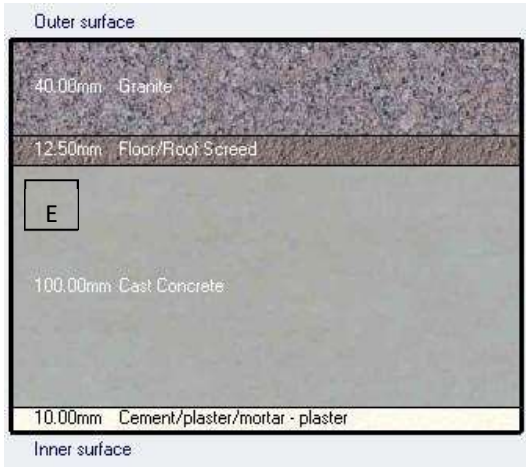 Outer surface
40.00mm Granite
12.50mm Floor/Roof Screed
E
100.00mm Cast Concrete
10.00mm Cement/plaster/mortar - plaster
Inner surface